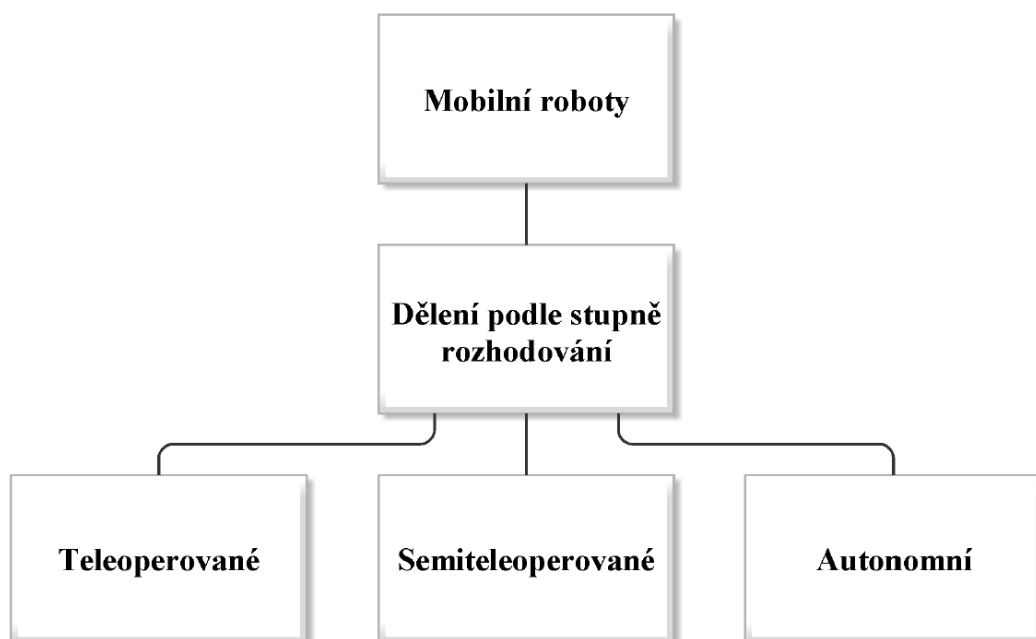 Mobilní roboty
Dělení podle stupně
rozhodování
Teleoperované
Semiteleoperované
Autonomní